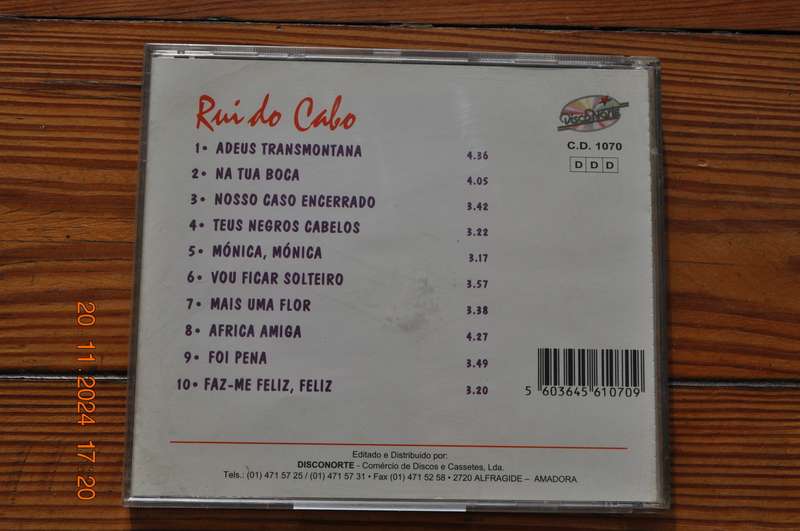 Rui do Cabo
DISCONORTE
C.D. 1070
D D D
1• ADEUS TRANSMONTANA 4.36
2• NA TUA BOCA 4.05
3• NOSSO CASO ENCERRADO 3.42
4• TEUS NEGROS CABELOS 3.22
5• MÓNICA, MÓNICA 3.17
6• VOU FICAR SOLTEIRO 3.57
7• MAIS UMA FLOR 3.38
8• AFRICA AMIGA 4.27
9• FOI PENA 3.49
10• FAZ-ME FELIZ, FELIZ 3.20
5 603645 610709
Editado e Distribuido por:
DISCONORTE - Comércio de Discos e Cassetes, Lda.
Tels.: (01) 471 57 25 / (01) 471 57 31 • Fax (01) 471 52 58 • 2720 ALFRAGIDE – AMADORA
20.11.2024 17:20